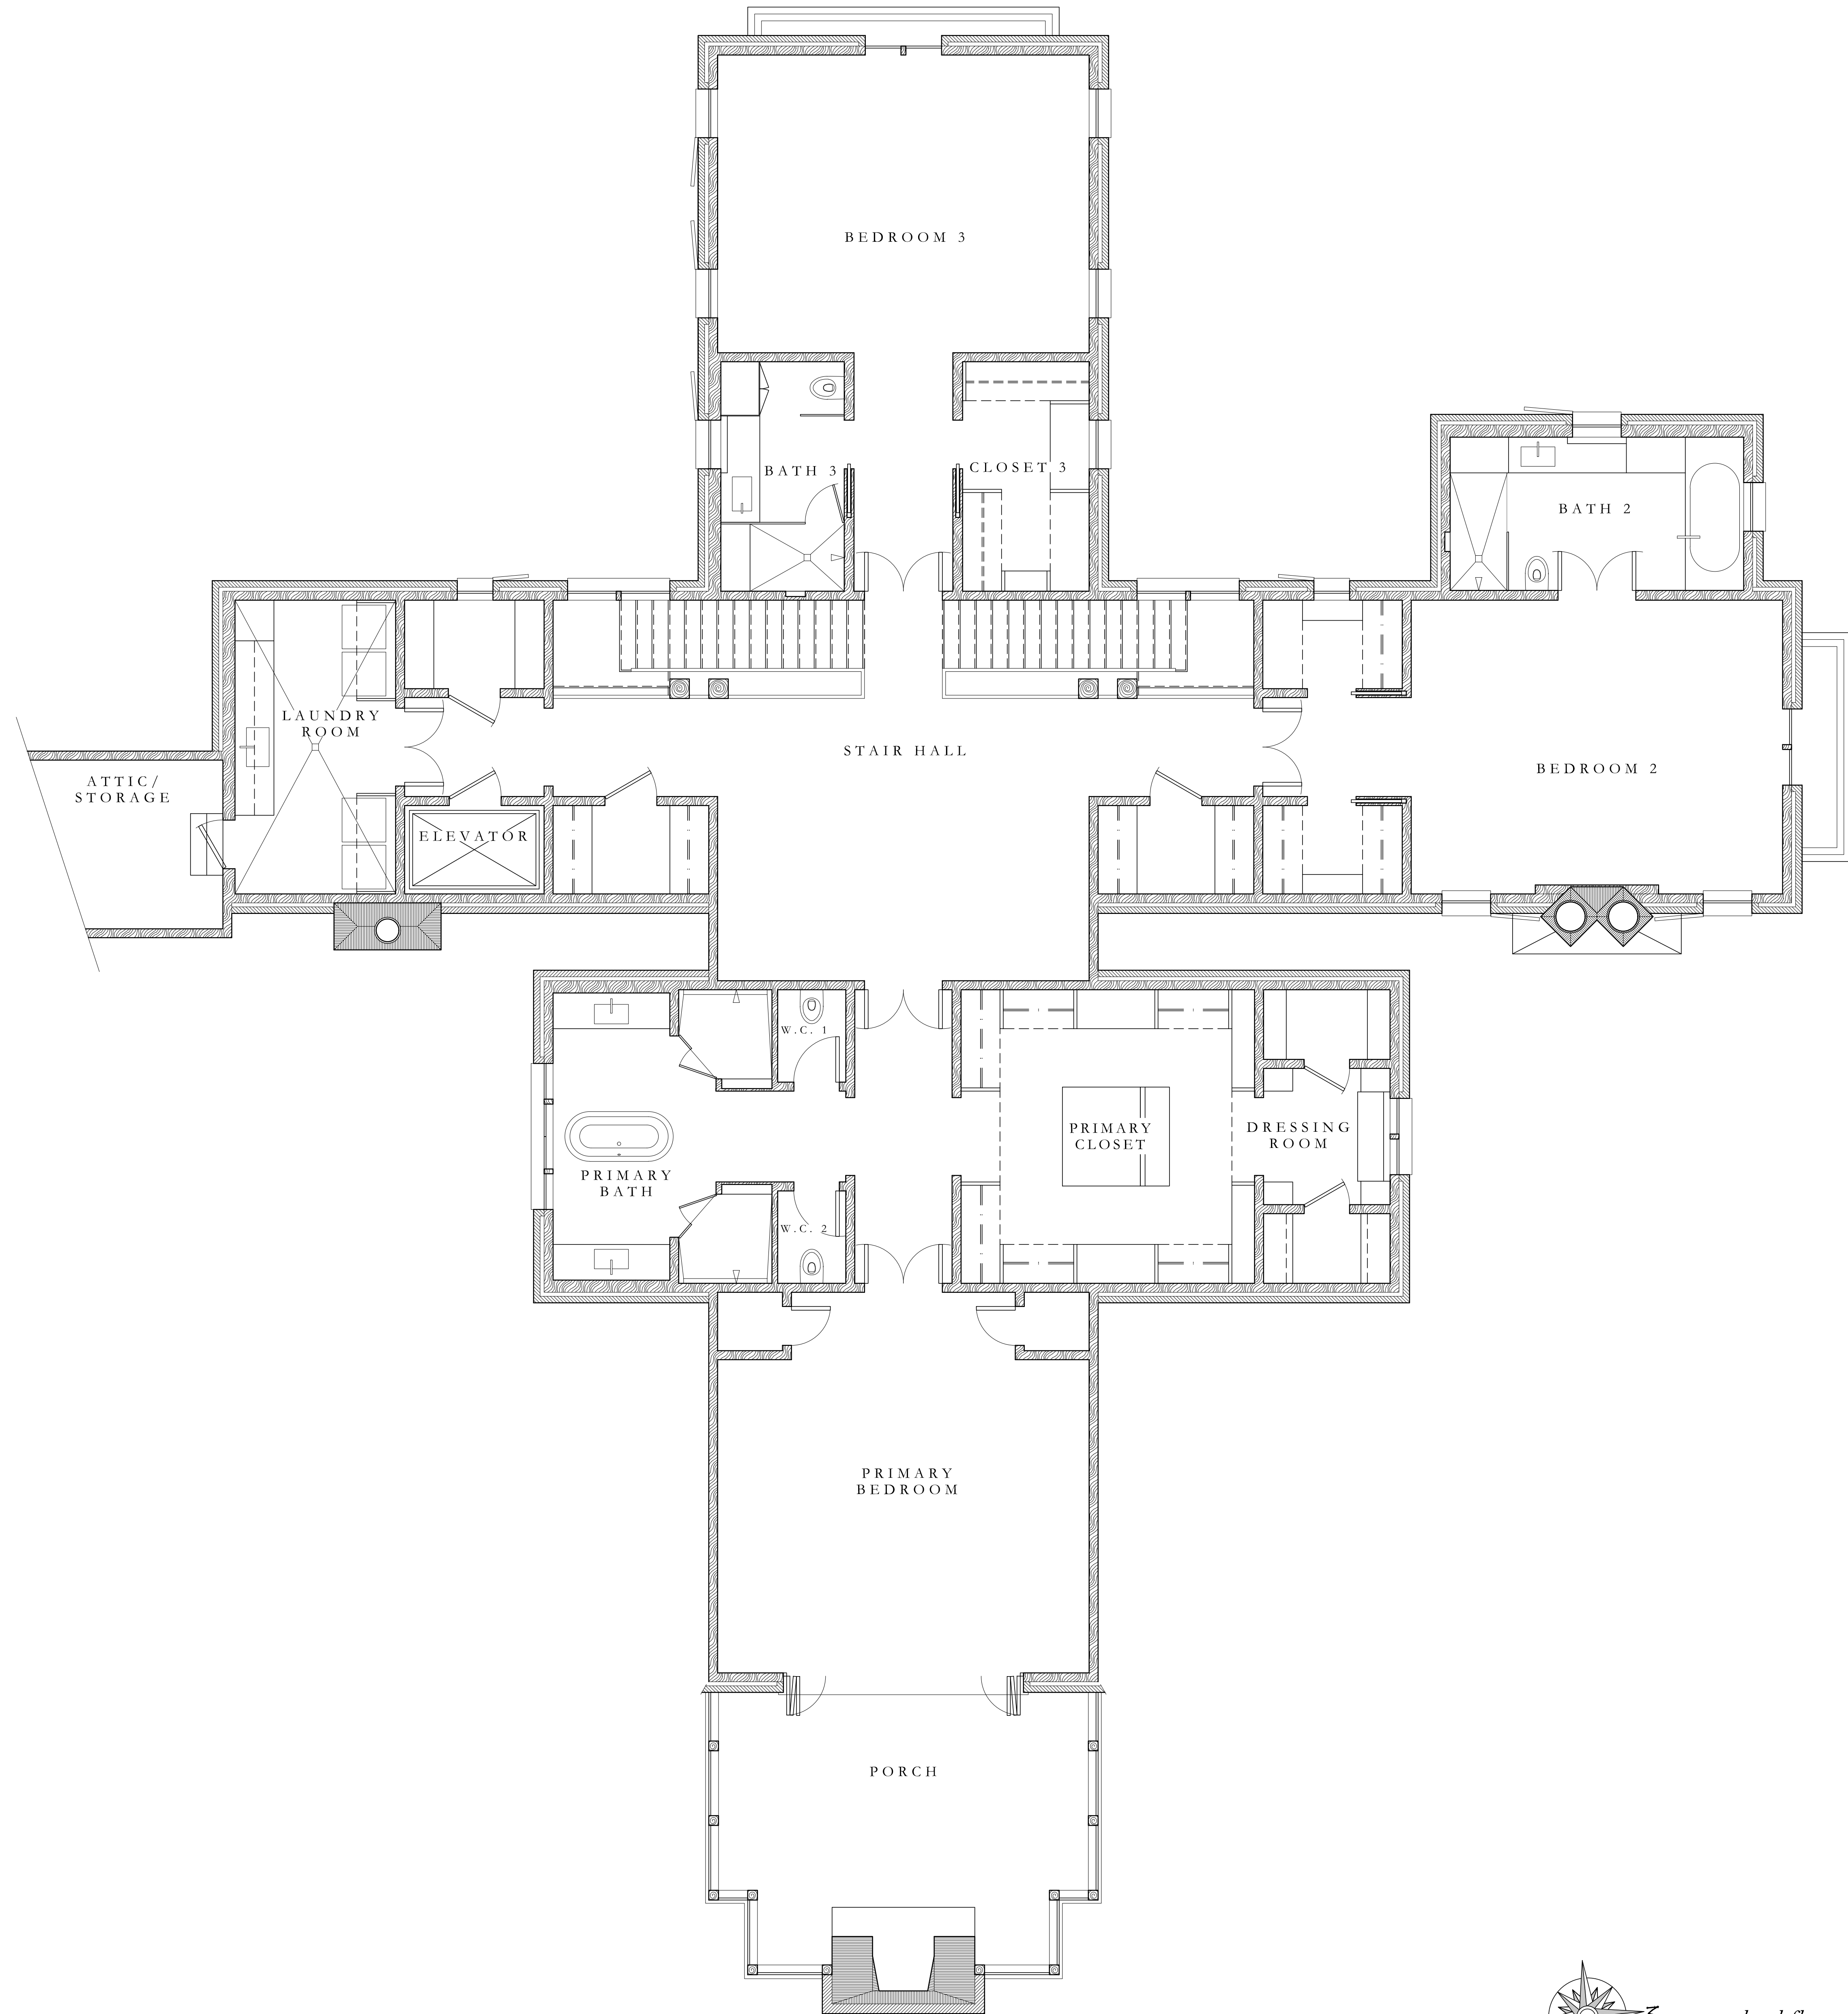 BEDROOM 3
BATH 3
CLOSET 3
BATH 2
LAUNDRY
ROOM
STAIR HALL
BEDROOM 2
ATTIC/
STORAGE
ELEVATOR
W.C. 1
PRIMARY
CLOSET
DRESSING
ROOM
PRIMARY
BATH
W.C. 2
PRIMARY
BEDROOM
PORCH